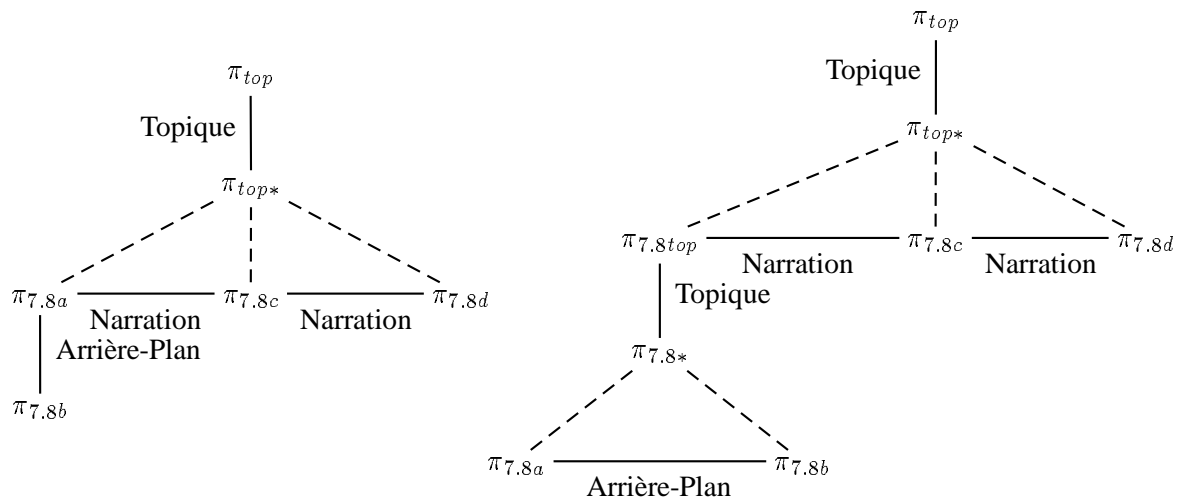 π_top
Topique
π_top*
π_7.8a
π_7.8c
π_7.8d
Narration
Narration
Arrière-Plan
π_7.8b
π_top
Topique
π_top*
π_7.8top
π_7.8c
π_7.8d
Narration
Narration
Topique
π_7.8*
π_7.8a
π_7.8b
Arrière-Plan